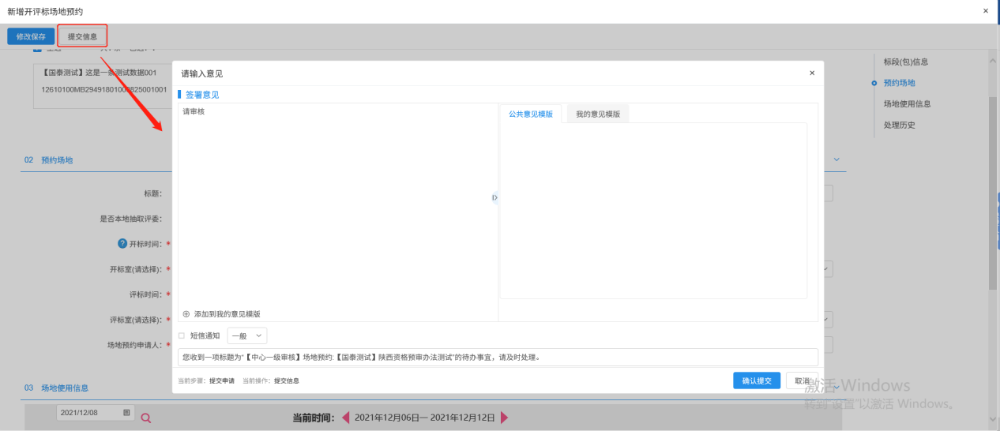 新增开评标场地预约
×
修改保存 提交信息
【国泰测试】这是一条测试数据001
标段(包)信息
预约场地
场地使用信息
处理历史
请输入意见 ×
签署意见
请审核
公共意见模版 我的意见模版
添加到我的意见模版
短信通知 一般
您收到一项标题为“【中心一级审核】场地预约:【国泰测试】陕西资格预审办法测试”的待办事宜，请及时处理。
当前步骤：提交申请 当前操作：提交信息
确认提交 取消
02 预约场地
标题：
是否本地抽取评委：
? 开标时间：*
开标室(请选择)：*
评标时间：*
评标室(请选择)：*
场地预约申请人：*
03 场地使用信息
2021/12/08
当前时间： 2021年12月06日— 2021年12月12日
激活 Windows
转到"设置"以激活 Windows。